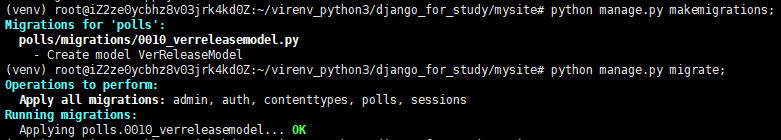 (venv) root@iZ2ze0ycbhz8v03jrk4kd0Z:~/virenv_python3/django_for_study/mysite# python manage.py makemigrations;
Migrations for 'polls':
  polls/migrations/0010_verreleasemodel.py
    - Create model VerReleaseModel
(venv) root@iZ2ze0ycbhz8v03jrk4kd0Z:~/virenv_python3/django_for_study/mysite# python manage.py migrate;
Operations to perform:
  Apply all migrations: admin, auth, contenttypes, polls, sessions
Running migrations:
  Applying polls.0010_verreleasemodel... OK